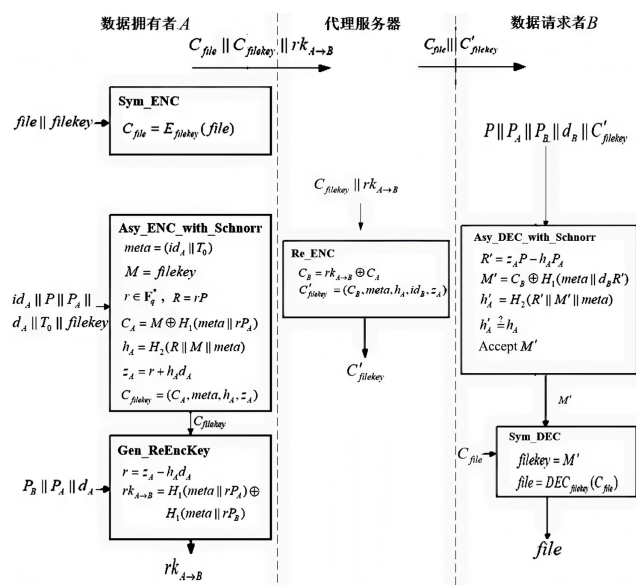 数据拥有者A
代理服务器
数据请求者B
C_file || C_filekey || rk_{A→B}
C_file || C'_filekey
Sym_ENC
C_file = E_filekey(file)
file || filekey
P || P_A || P_B || d_B || C'_filekey
C_filekey || rk_{A→B}
Asy_ENC_with_Schnorr
meta = (id_A || T_0)
M = filekey
r ∈ F_q^*, R = rP
C_A = M ⊕ H_1(meta || rP_A)
h_A = H_2(R || M || meta)
z_A = r + h_A d_A
C_filekey = (C_A, meta, h_A, z_A)
id_A || P || P_A ||
d_A || T_0 || filekey
Re_ENC
C_B = rk_{A→B} ⊕ C_A
C'_filekey = (C_B, meta, h_A, id_B, z_A)
C'_filekey
Asy_DEC_with_Schnorr
R' = z_A P − h_A P_A
M' = C_B ⊕ H_1(meta || d_B R')
h'_A = H_2(R' || M' || meta)
h'_A ≟ h_A
Accept M'
M'
C_filekey
Gen_ReEncKey
r = z_A − h_A d_A
rk_{A→B} = H_1(meta || rP_A) ⊕
H_1(meta || rP_B)
P_B || P_A || d_A
rk_{A→B}
Sym_DEC
filekey = M'
file = DEC_filekey(C_file)
C_file
file